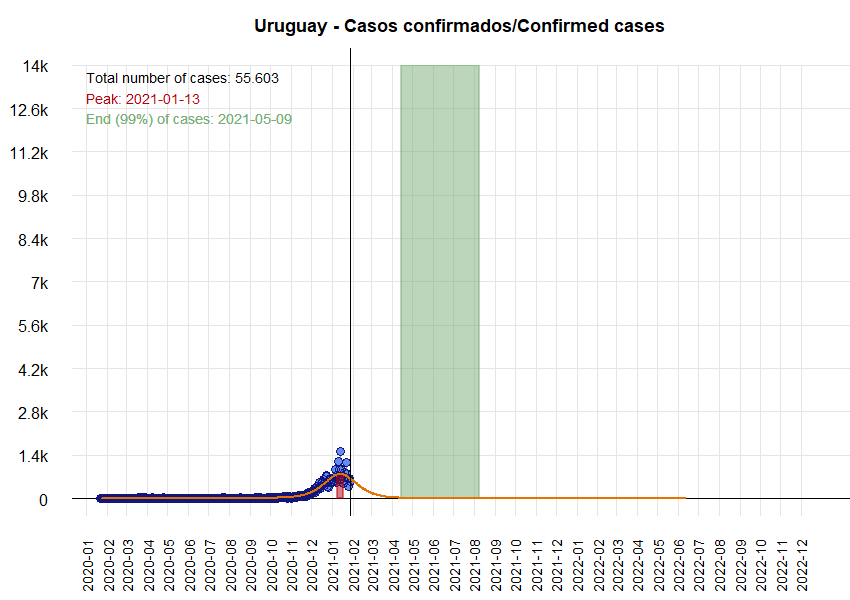 Uruguay - Casos confirmados/Confirmed cases
Total number of cases: 55.603
Peak: 2021-01-13
End (99%) of cases: 2021-05-09
14k
12.6k
11.2k
9.8k
8.4k
7k
5.6k
4.2k
2.8k
1.4k
0
2020-01
2020-02
2020-03
2020-04
2020-05
2020-06
2020-07
2020-08
2020-09
2020-10
2020-11
2020-12
2021-01
2021-02
2021-03
2021-04
2021-05
2021-06
2021-07
2021-08
2021-09
2021-10
2021-11
2021-12
2022-02
2022-03
2022-04
2022-05
2022-06
2022-07
2022-08
2022-09
2022-10
2022-11
2022-12